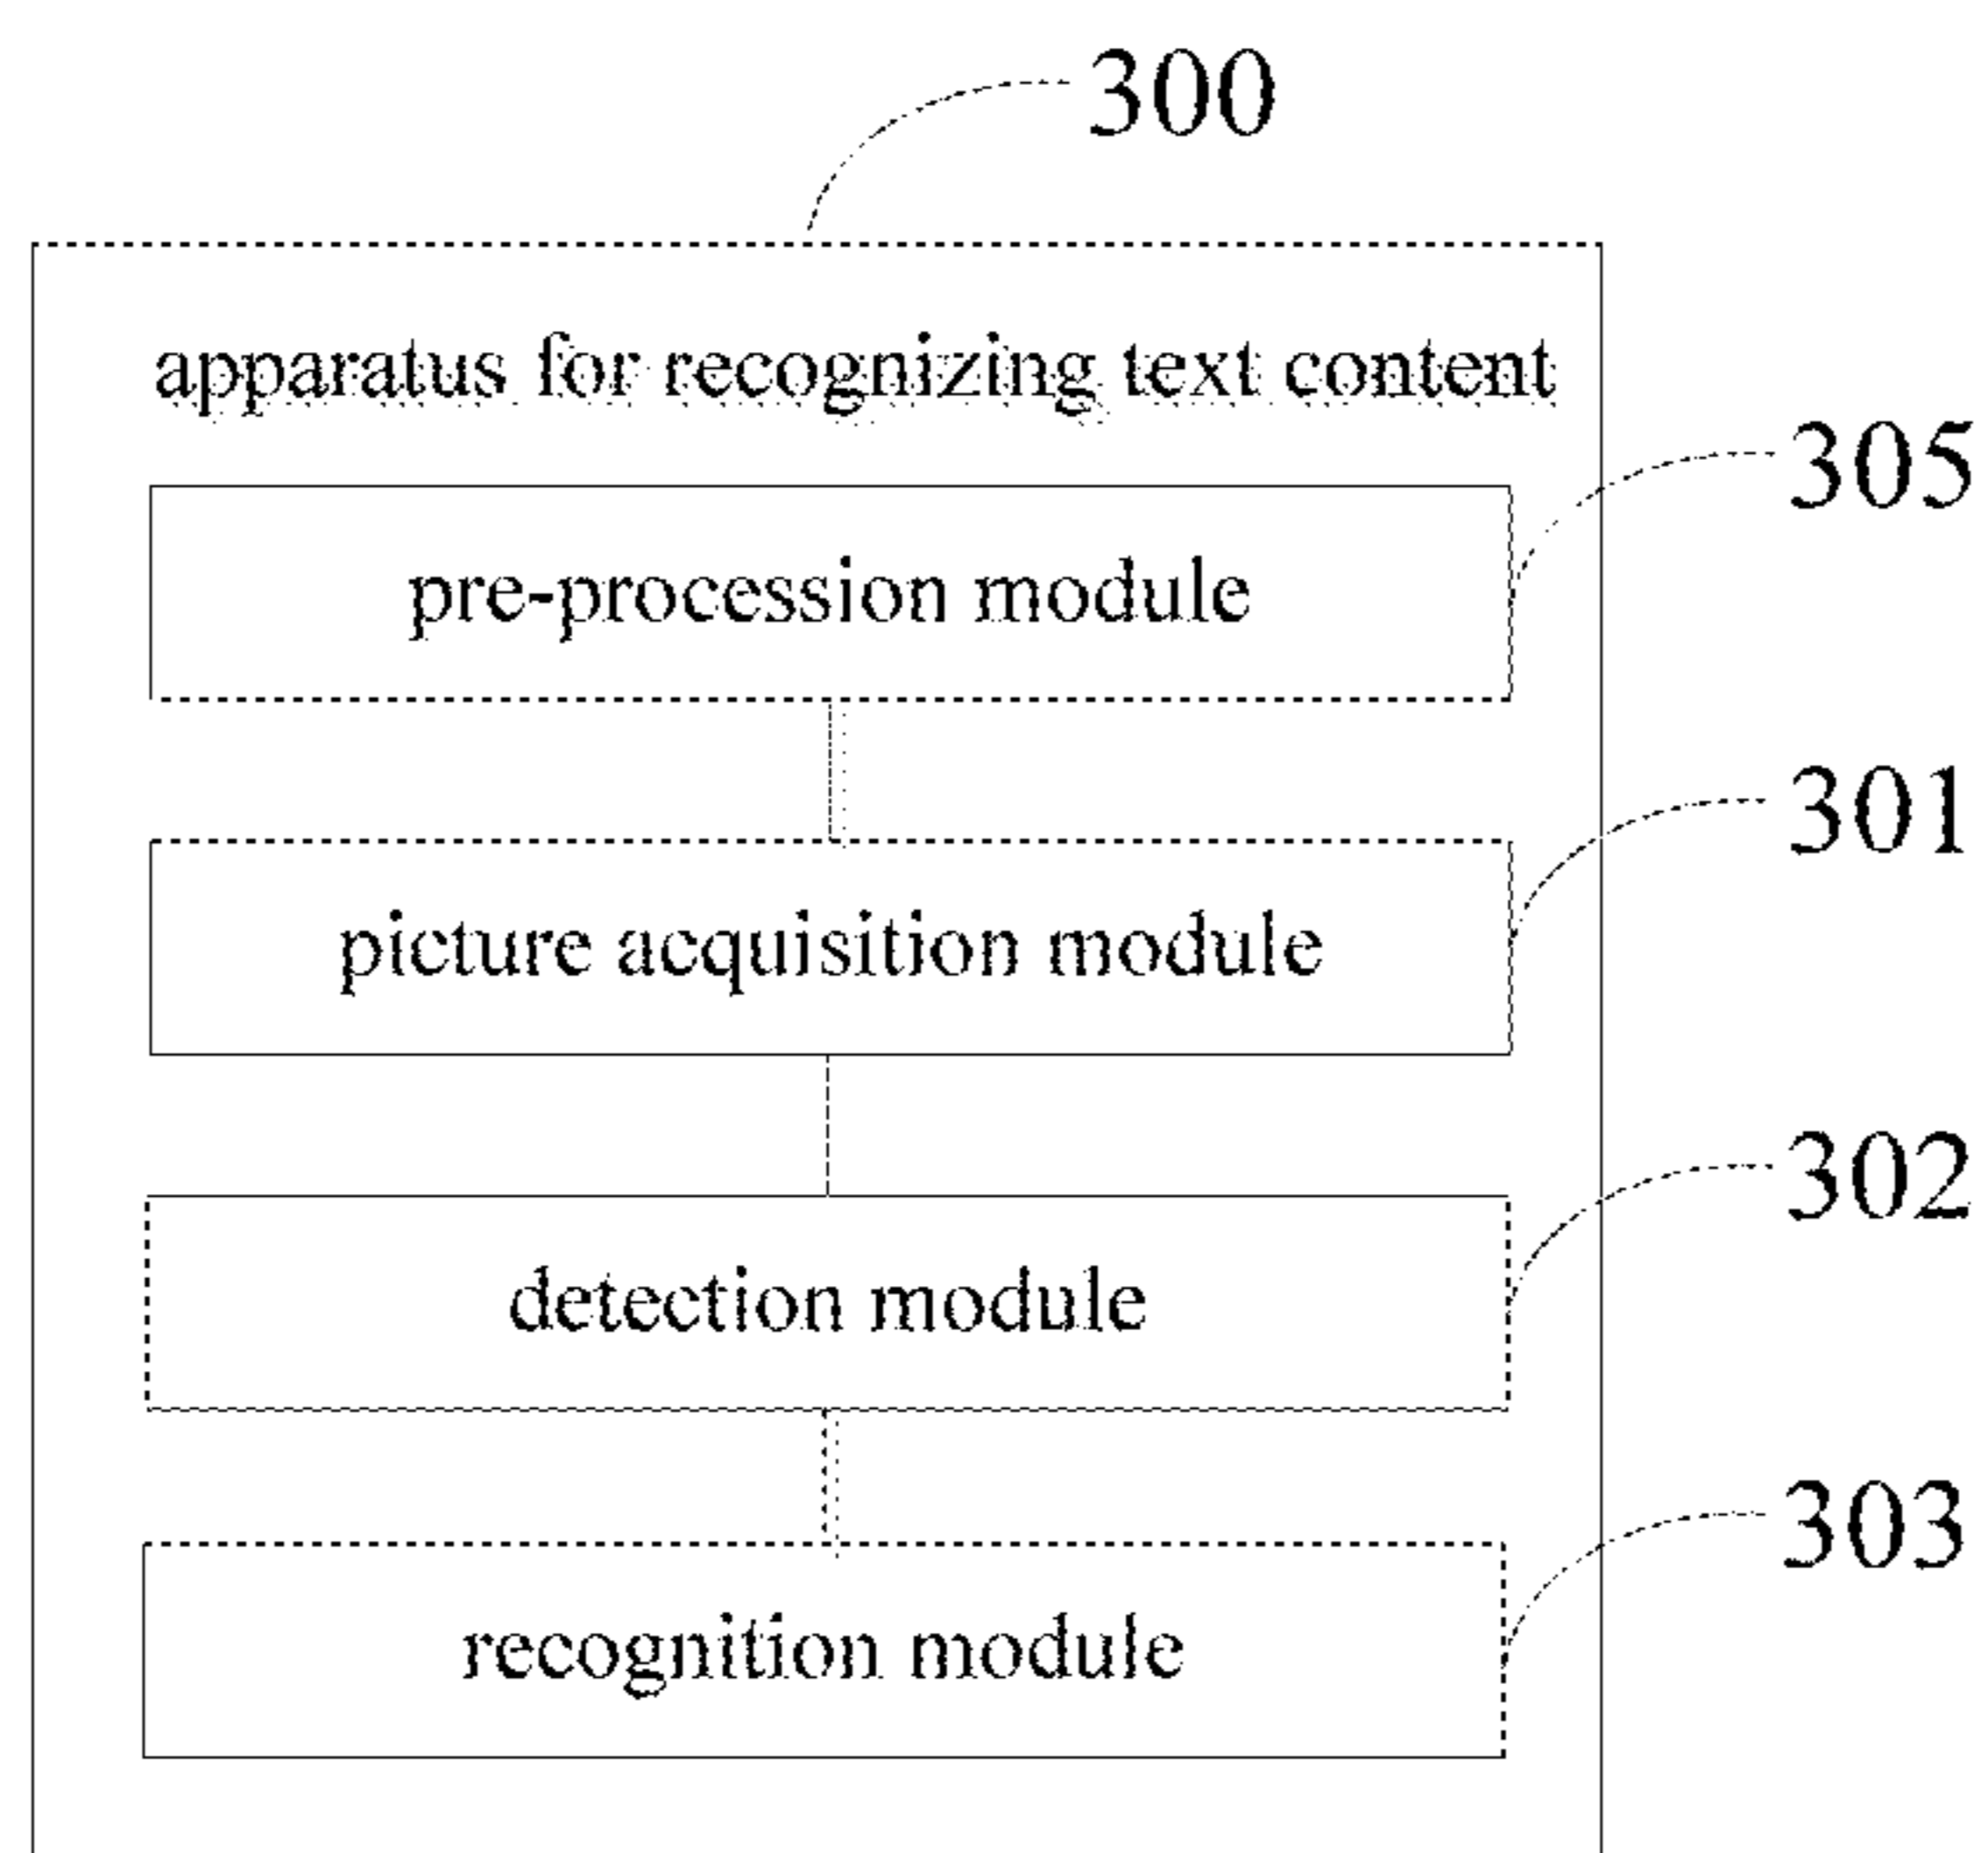 300
apparatus for recognizing text content
305
pre-procession module
301
picture acquisition module
302
detection module
303
recognition module